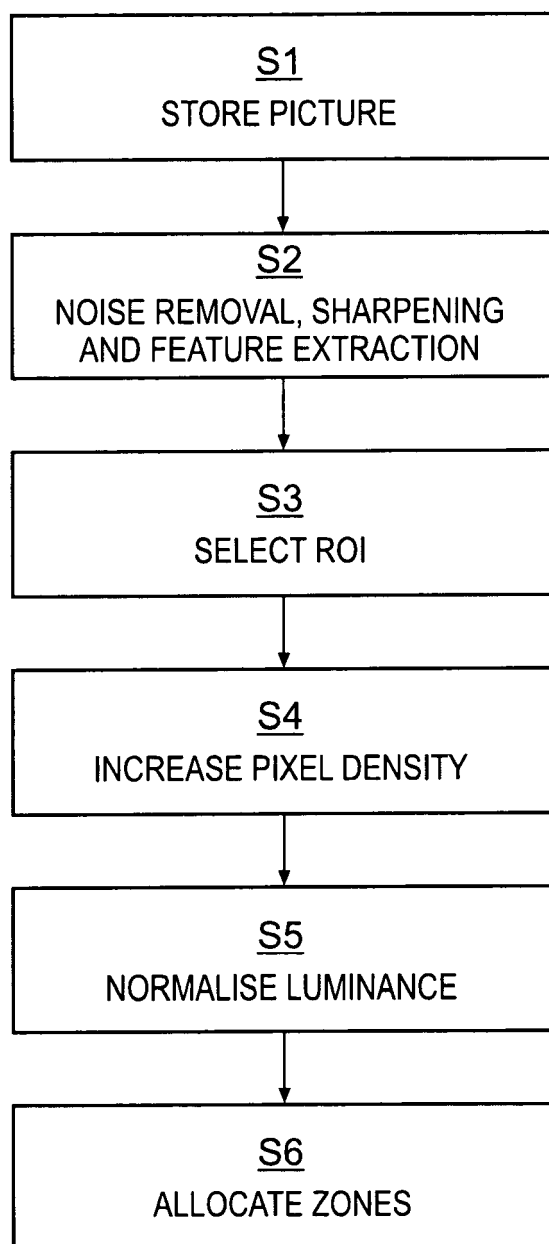 S1
STORE PICTURE
S2
NOISE REMOVAL, SHARPENING
AND FEATURE EXTRACTION
S3
SELECT ROI
S4
INCREASE PIXEL DENSITY
S5
NORMALISE LUMINANCE
S6
ALLOCATE ZONES